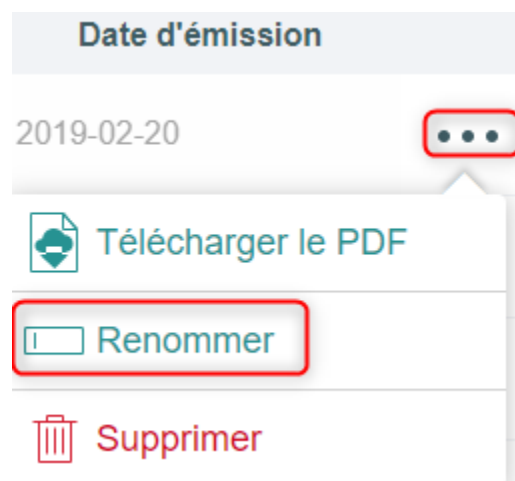 Date d'émission
2019-02-20
Télécharger le PDF
Renommer
Supprimer